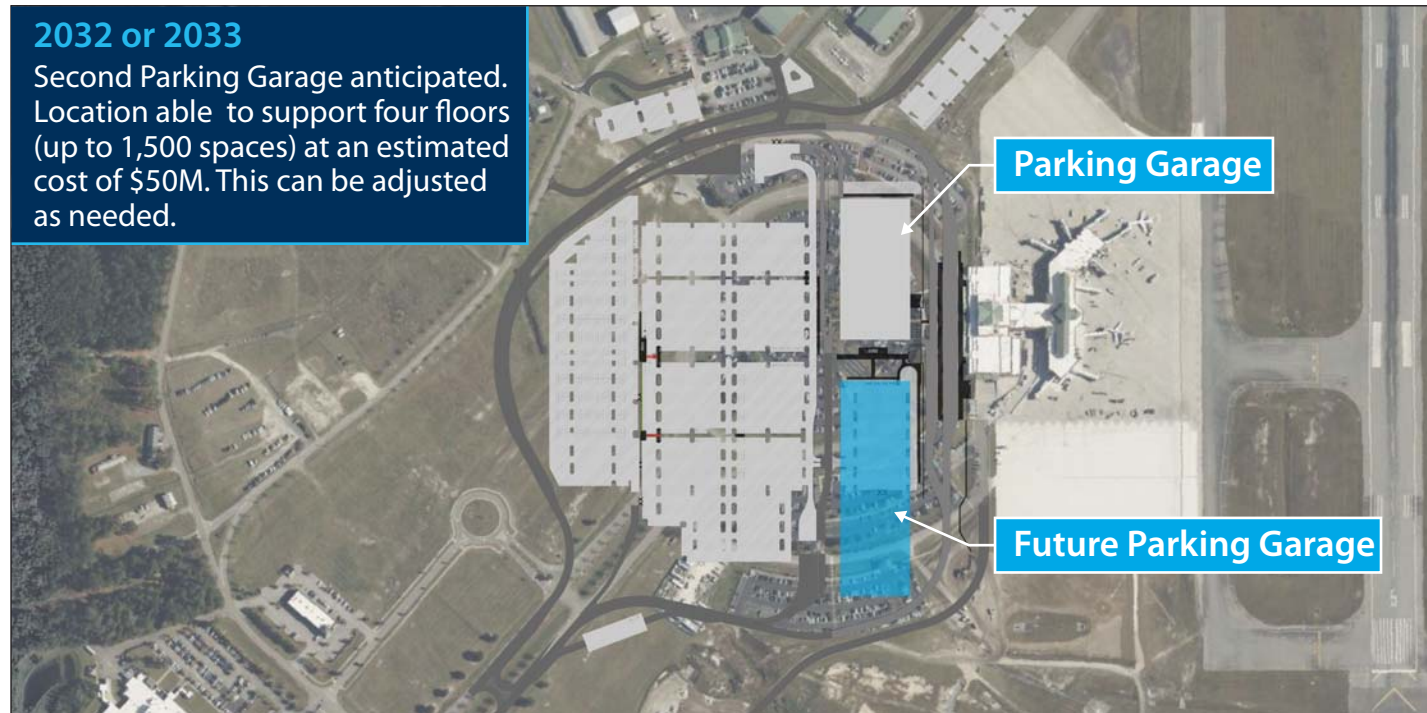 2032 or 2033
Second Parking Garage anticipated.
Location able to support four floors
(up to 1,500 spaces) at an estimated
cost of $50M. This can be adjusted
as needed.
Parking Garage
Future Parking Garage